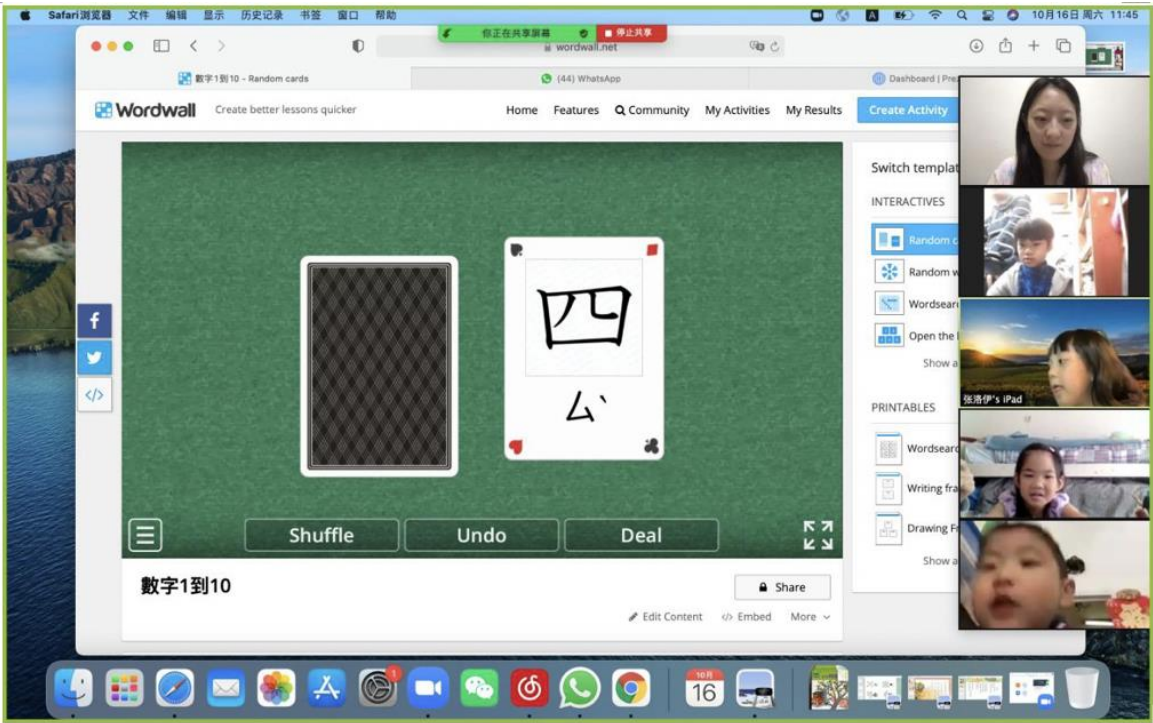 Safari浏览器 文件 编辑 显示 历史记录 书签 窗口 帮助 10月16日 周六 11:45
你正在共享屏幕 停止共享
wordwall.net
數字1到10 - Random cards (44) WhatsApp Dashboard | Pre
Wordwall Create better lessons quicker Home Features Community My Activities My Results Create Activity
Switch templat
INTERACTIVES
Random c
Random w
Wordsear
Open the
Show a
四
ㄙˋ
张洛伊's iPad
PRINTABLES
Wordsearc
Writing fra
Drawing Fr
Show a
Shuffle Undo Deal
數字1到10
Share
Edit Content Embed More
10月
16
1